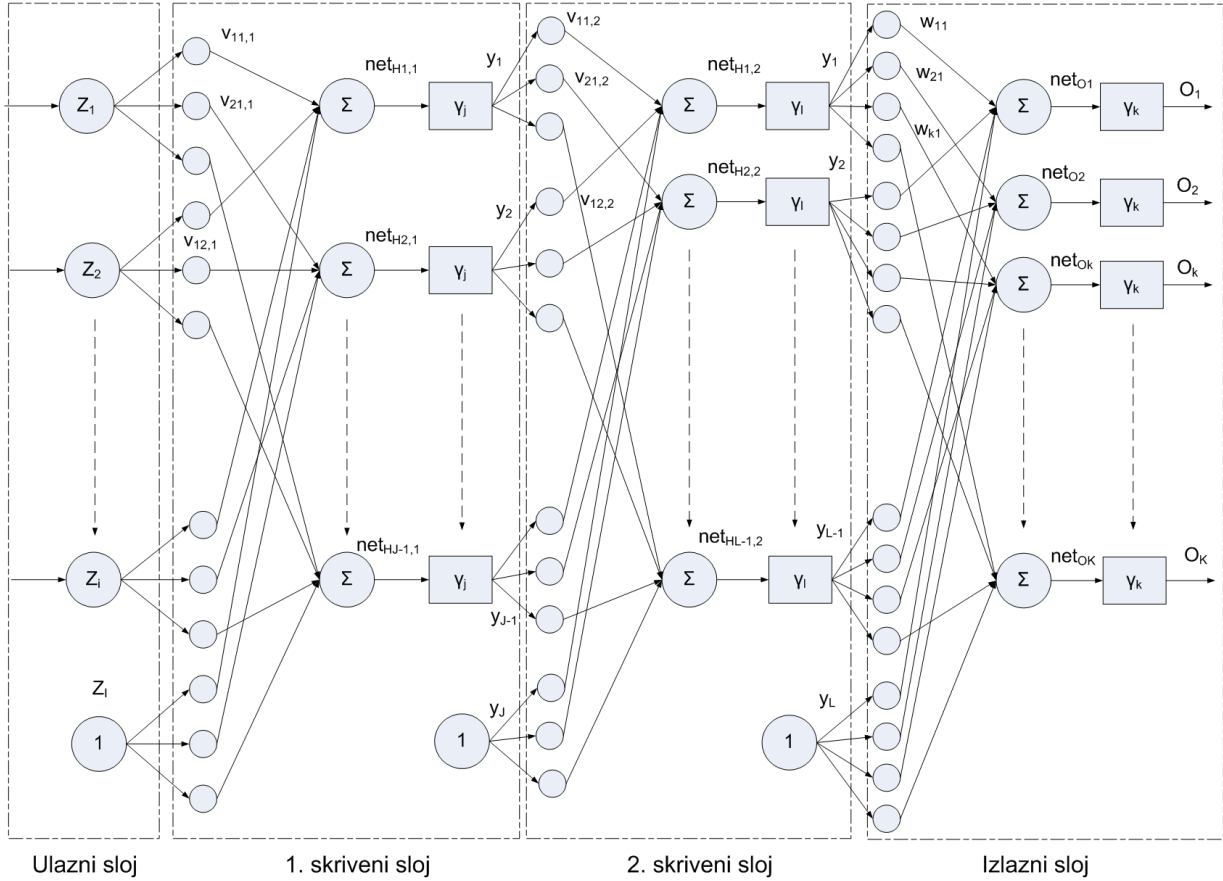 v11,1
v21,1
v12,1
Z1
Z2
Zi
ZI
1
netH1,1
netH2,1
netHJ-1,1
Σ
Σ
Σ
γj
γj
γj
y1
y2
yJ-1
yJ
1
v11,2
v21,2
v12,2
netH1,2
netH2,2
netHL-1,2
Σ
Σ
Σ
γl
γl
γl
y1
y2
yL-1
yL
1
w11
w21
wk1
netO1
netO2
netOk
netOK
Σ
Σ
Σ
Σ
γk
γk
γk
γk
O1
O2
Ok
OK
Ulazni sloj
1. skriveni sloj
2. skriveni sloj
Izlazni sloj